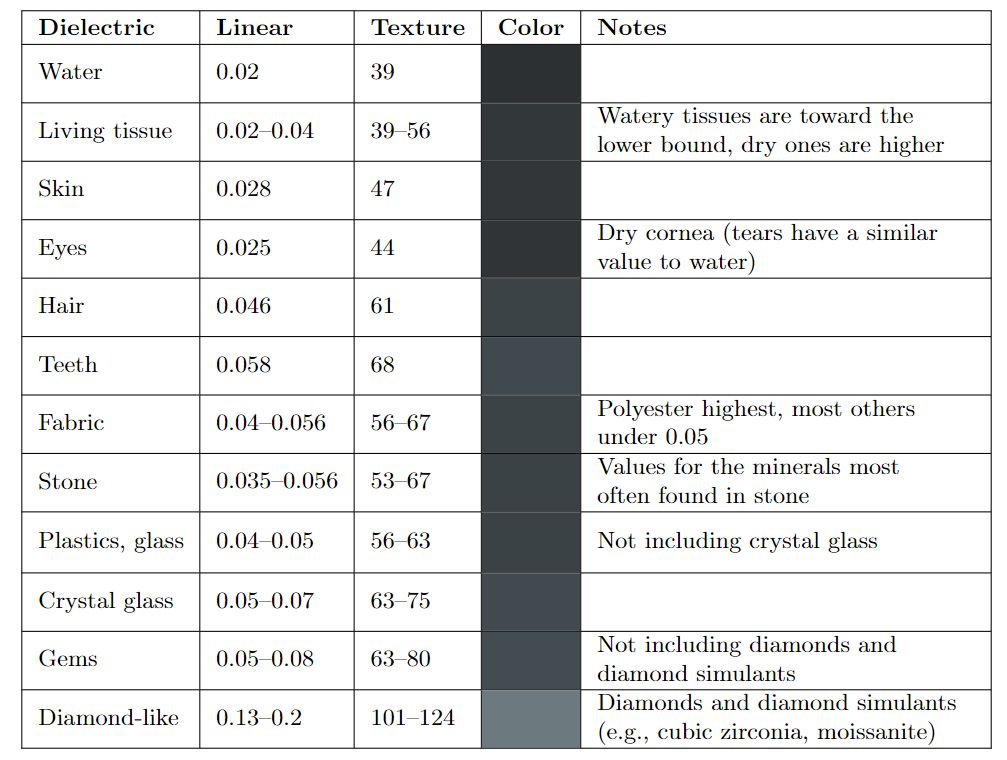 Dielectric Linear Texture Color Notes
Water 0.02 39
Living tissue 0.02–0.04 39–56 Watery tissues are toward the
lower bound, dry ones are higher
Skin 0.028 47
Eyes 0.025 44 Dry cornea (tears have a similar
value to water)
Hair 0.046 61
Teeth 0.058 68
Fabric 0.04–0.056 56–67 Polyester highest, most others
under 0.05
Stone 0.035–0.056 53–67 Values for the minerals most
often found in stone
Plastics, glass 0.04–0.05 56–63 Not including crystal glass
Crystal glass 0.05–0.07 63–75
Gems 0.05–0.08 63–80 Not including diamonds and
diamond simulants
Diamond-like 0.13–0.2 101–124 Diamonds and diamond simulants
(e.g., cubic zirconia, moissanite)